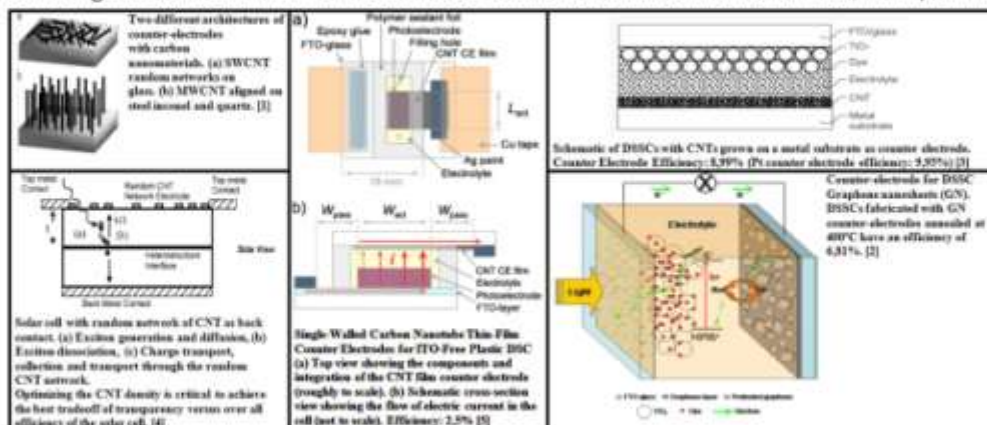 Two different architectures of
counter-electrodes
with carbon
nanomaterials. (a) SWCNT
random networks on
glass. (b) MWCNT aligned on
steel inconel and quartz. [1]
Top metal
Contact
Random CNT
Network Electrode
Top metal
Contact
Side View
Heterostructure
Interface
Back Metal Contact
Solar cell with random network of CNT as back
contact. (a) Exciton generation and diffusion, (b)
Exciton dissociation, (c) Charge transport,
collection and transport through the random
CNT network.
Optimizing the CNT density is critical to achieve
the best tradeoff of transparency versus over all
efficiency of the solar cell. [4]
a)
Polymer sealant foil
Epoxy glue
Photoelectrode
FTO-glass
Filling hole
CNT CE film
Cu tape
Ag paint
Electrolyte
b)
CNT CE film
Electrolyte
Photoelectrode
FTO-layer
Single-Walled Carbon Nanotube Thin-Film
Counter Electrodes for ITO-Free Plastic DSC
(a) Top view showing the components and
integration of the CNT film counter electrode
(roughly to scale). (b) Schematic cross-section
view showing the flow of electric current in the
cell (not to scale). Efficiency: 2,5% [5]
FTO/glass
TiO₂
Dye
Electrolyte
CNT
Metal
substrate
Schematic of DSSCs with CNTs grown on a metal substrate as counter electrode.
Counter Electrode Efficiency: 8,99% (Pt counter electrode efficiency: 9,95%) [3]
Counter-electrode for DSSC
Graphene nanosheets (GN).
DSSCs fabricated with GN
counter-electrodes annealed at
400°C have an efficiency of
6,81%. [2]
Electrolyte
Light
FTO glass
TiO₂
Dye
Electron